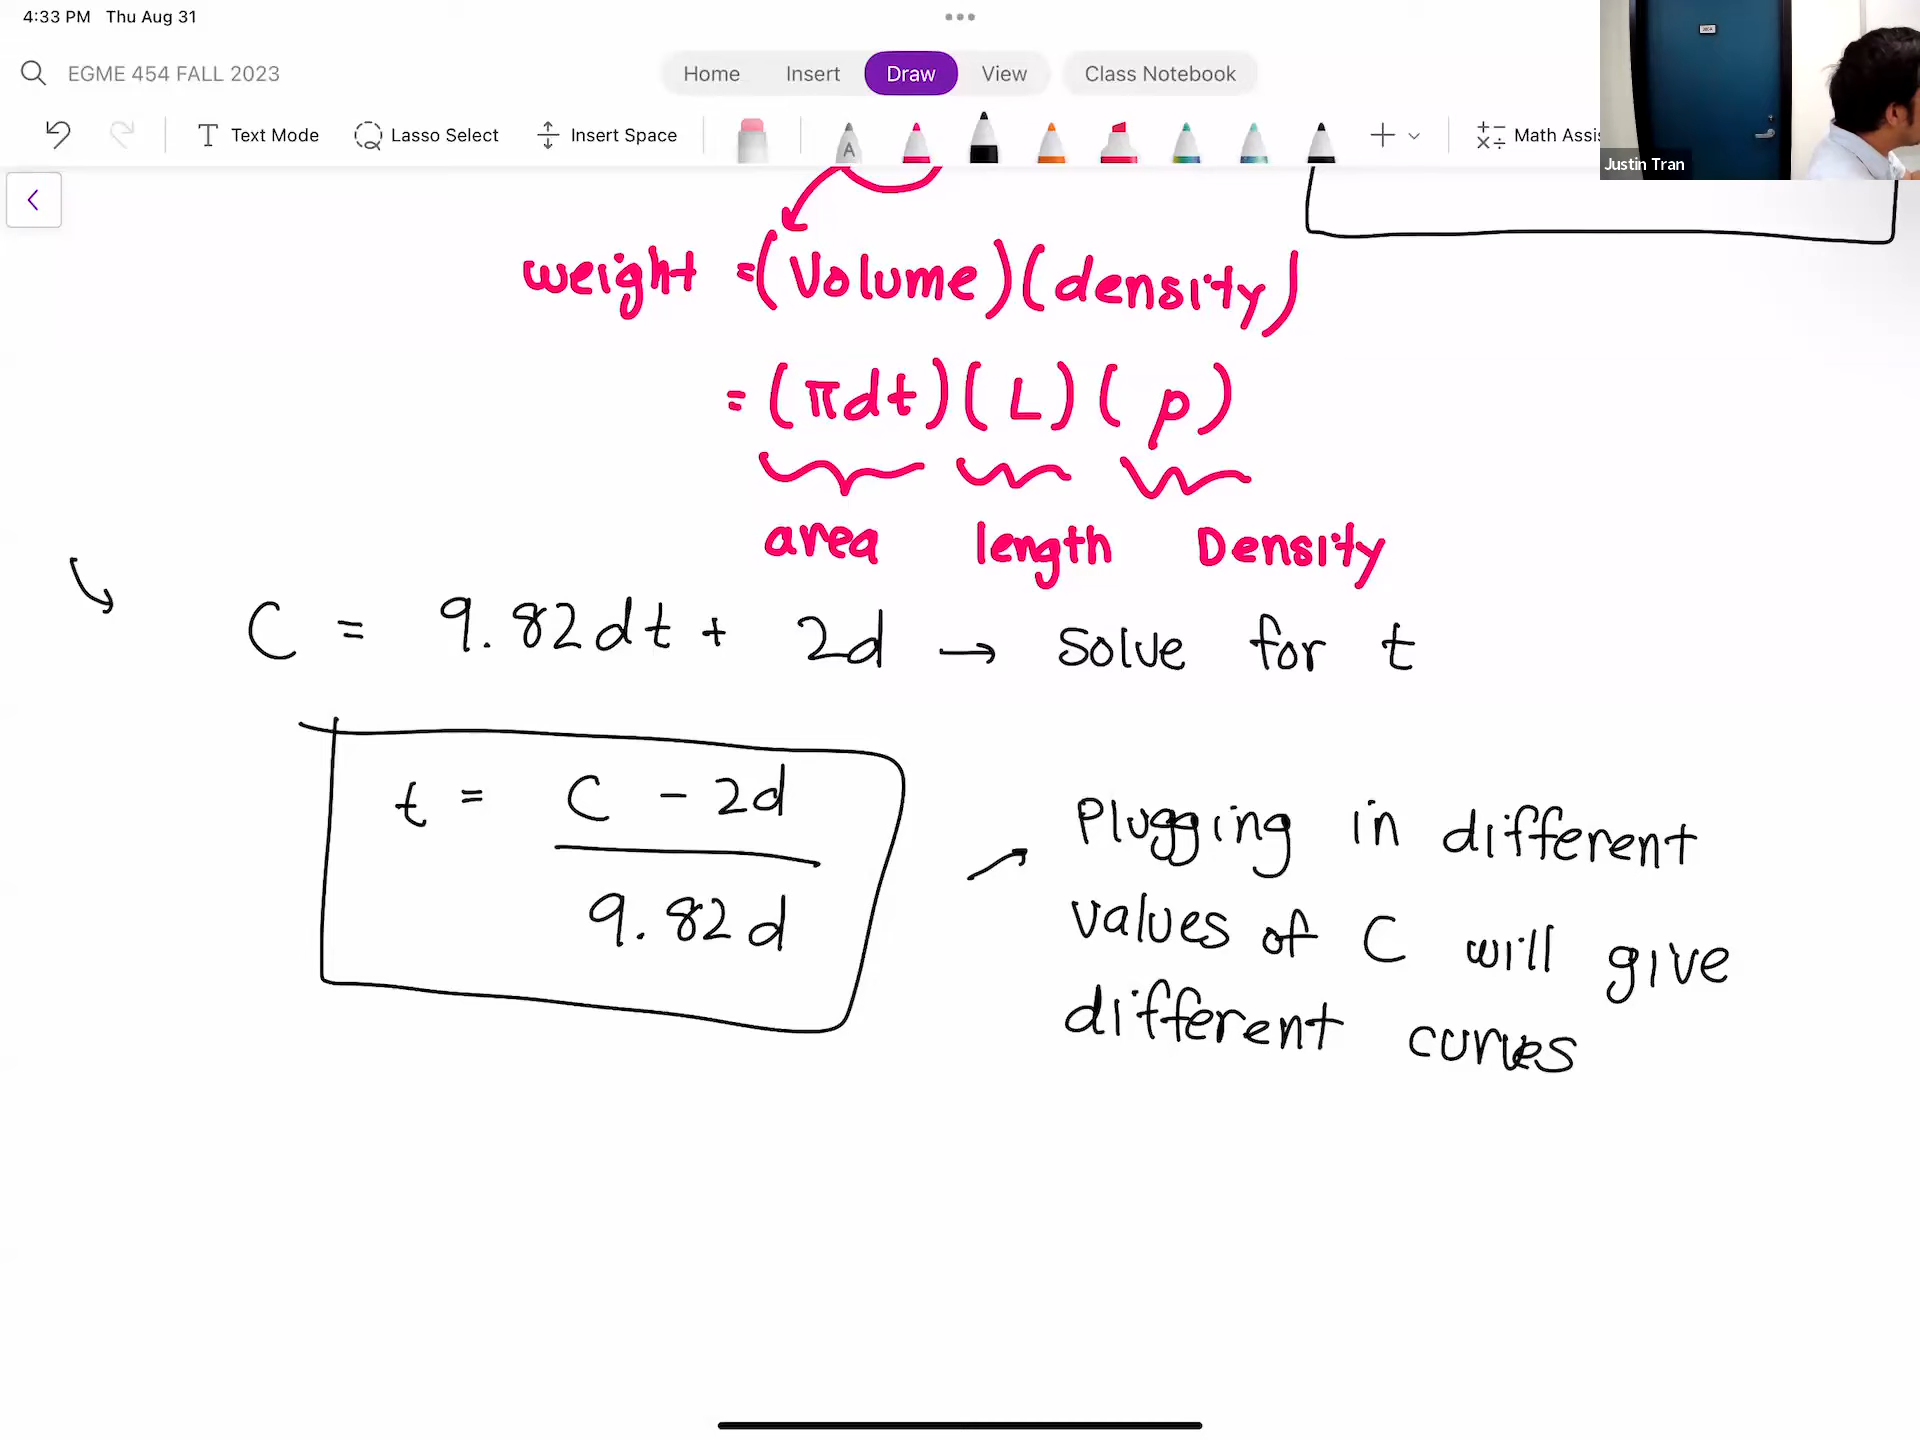 4:33 PM Thu Aug 31
EGME 454 FALL 2023
Home Insert Draw View Class Notebook
Text Mode Lasso Select Insert Space A Math Assis
Justin Tran
weight = (Volume)(density)
= (πdt)(L)(ρ)
area length Density
C = 9.82dt + 2d → solve for t
t = C - 2d
9.82d
Plugging in different
values of C will give
different curves